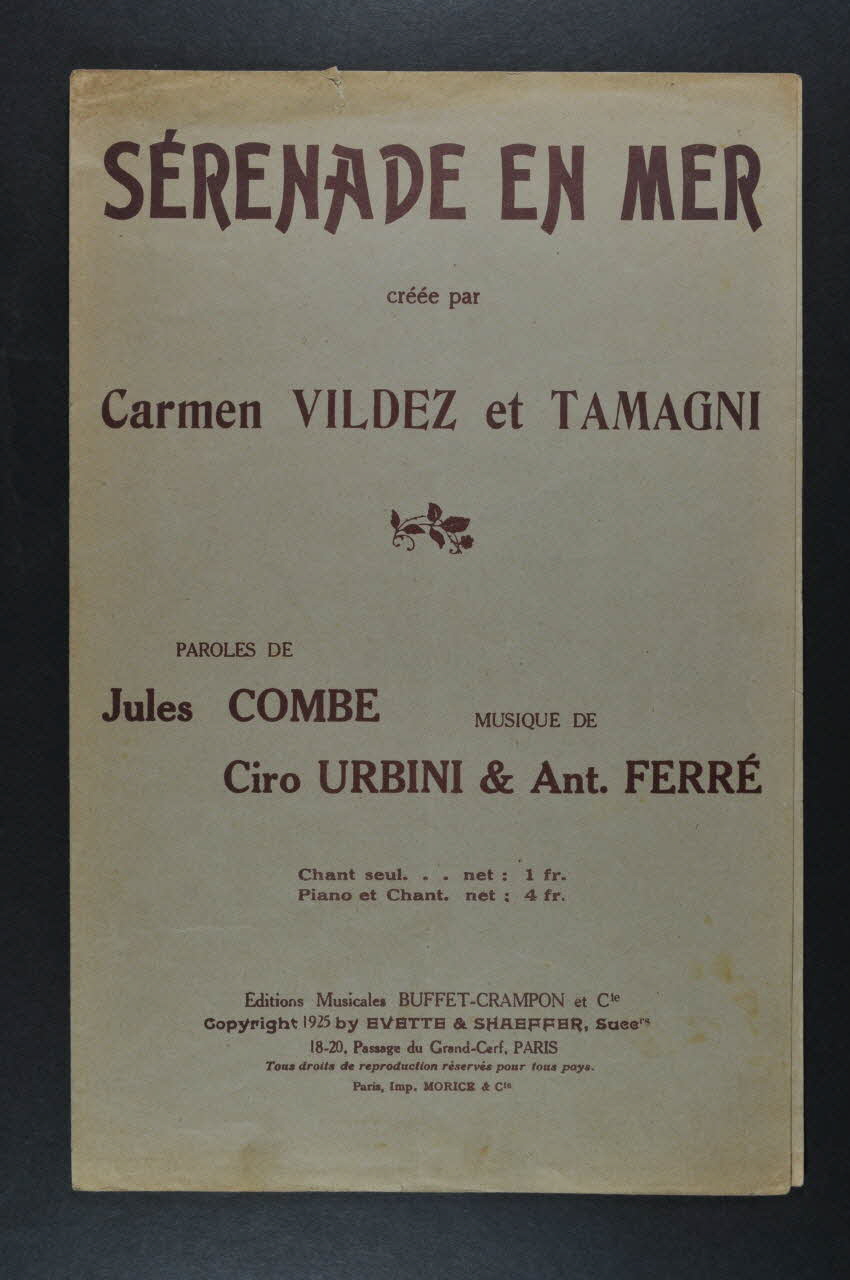 SÉRENADE EN MER
créée par
Carmen VILDEZ et TAMAGNI
PAROLES DE
Jules COMBE
MUSIQUE DE
Ciro URBINI & Ant. FERRÉ
Chant seul. . . net : 1 fr.
Piano et Chant. net : 4 fr.
Editions Musicales BUFFET-CRAMPON et Cie
Copyright 1925 by EVETTE & SHAEFFER, Succrs
18-20, Passage du Grand-Cerf, PARIS
Tous droits de reproduction réservés pour tous pays.
Paris, Imp. MORICE & Cie